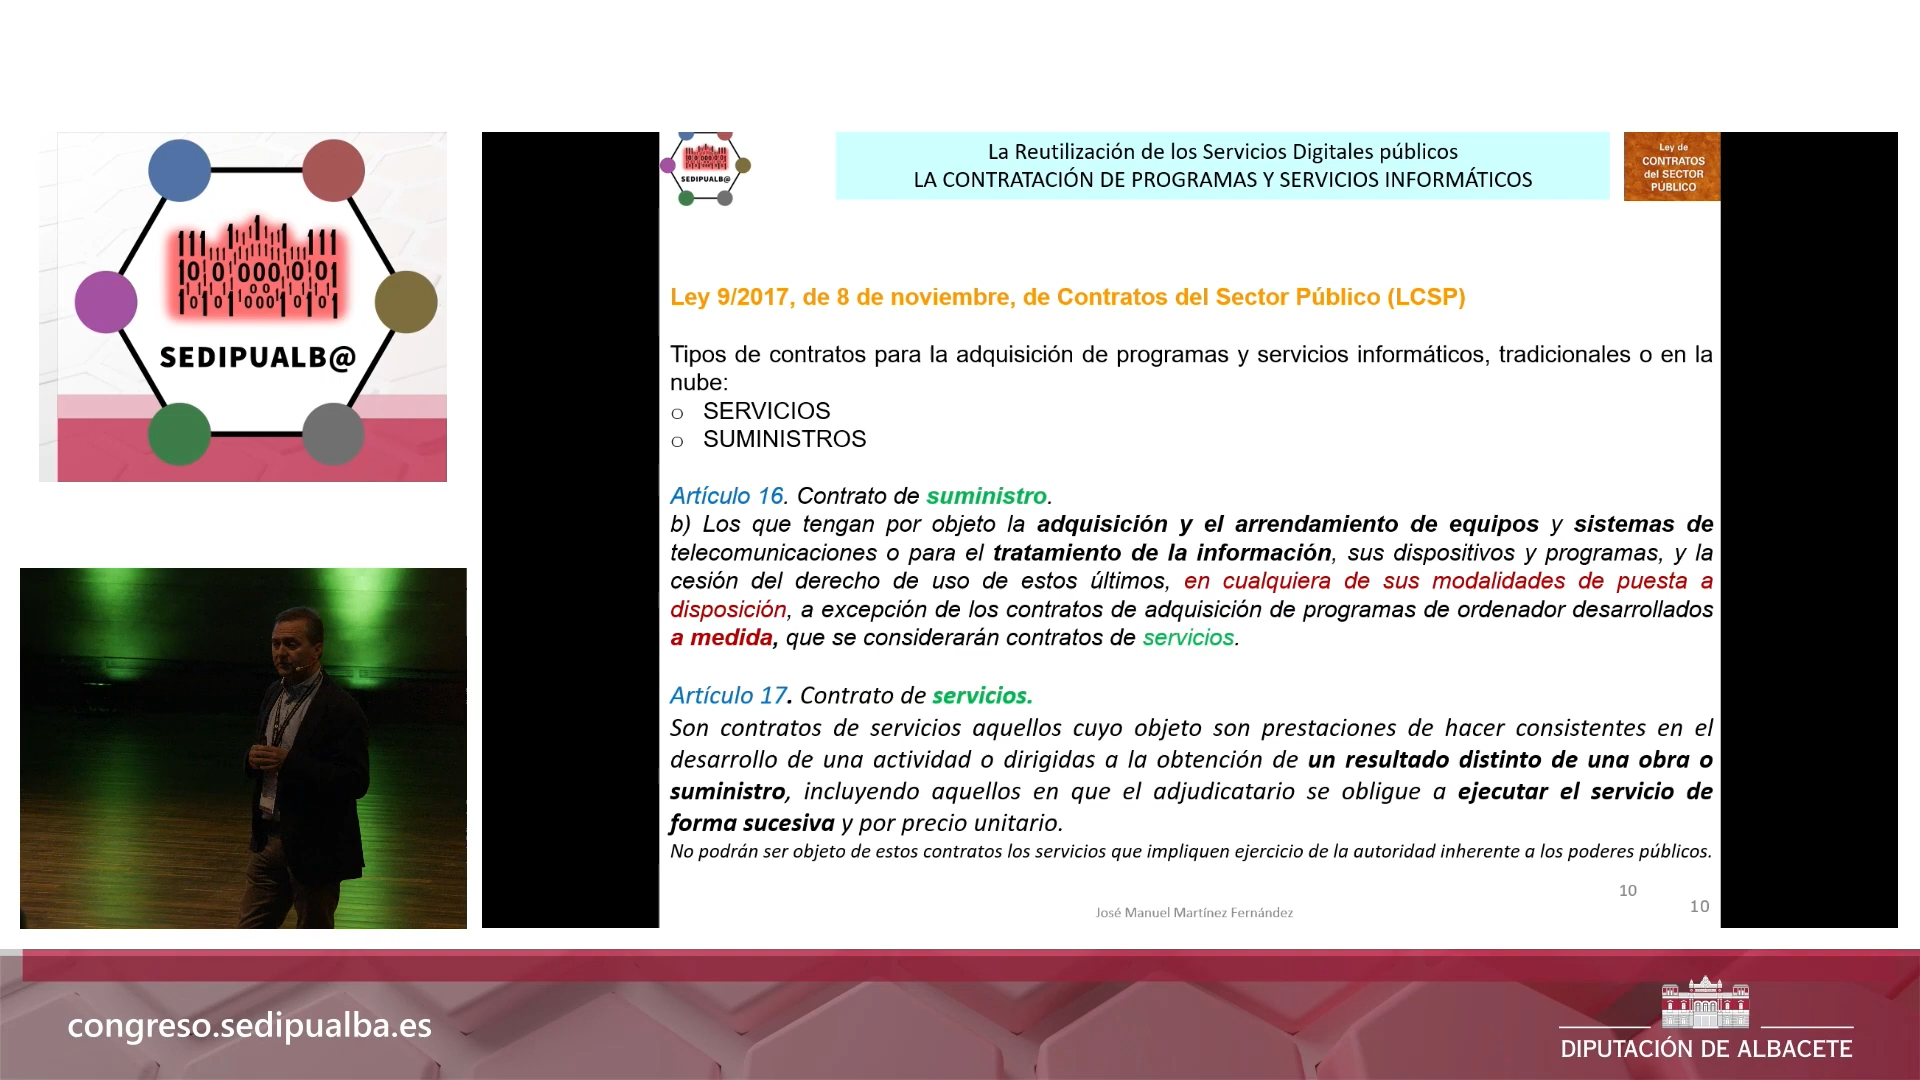 SEDIPUALB@
SEDIPUALB@
La Reutilización de los Servicios Digitales públicos
LA CONTRATACIÓN DE PROGRAMAS Y SERVICIOS INFORMÁTICOS
Ley de
CONTRATOS
del SECTOR
PÚBLICO
Ley 9/2017, de 8 de noviembre, de Contratos del Sector Público (LCSP)
Tipos de contratos para la adquisición de programas y servicios informáticos, tradicionales o en la
nube:
o SERVICIOS
o SUMINISTROS
Artículo 16. Contrato de suministro.
b) Los que tengan por objeto la adquisición y el arrendamiento de equipos y sistemas de
telecomunicaciones o para el tratamiento de la información, sus dispositivos y programas, y la
cesión del derecho de uso de estos últimos, en cualquiera de sus modalidades de puesta a
disposición, a excepción de los contratos de adquisición de programas de ordenador desarrollados
a medida, que se considerarán contratos de servicios.
Artículo 17. Contrato de servicios.
Son contratos de servicios aquellos cuyo objeto son prestaciones de hacer consistentes en el
desarrollo de una actividad o dirigidas a la obtención de un resultado distinto de una obra o
suministro, incluyendo aquellos en que el adjudicatario se obligue a ejecutar el servicio de
forma sucesiva y por precio unitario.
No podrán ser objeto de estos contratos los servicios que impliquen ejercicio de la autoridad inherente a los poderes públicos.
10
10
José Manuel Martínez Fernández
congreso.sedipualba.es
DIPUTACIÓN DE ALBACETE